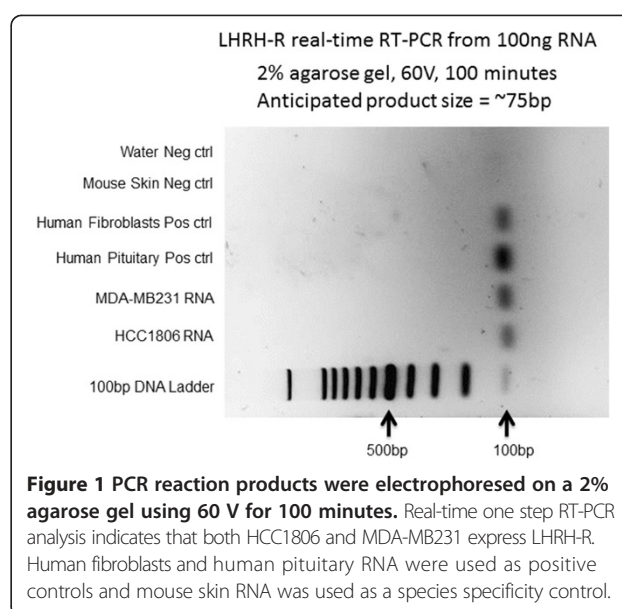 LHRH-R real-time RT-PCR from 100ng RNA
2% agarose gel, 60V, 100 minutes
Anticipated product size = ~75bp
Water Neg ctrl
Mouse Skin Neg ctrl
Human Fibroblasts Pos ctrl
Human Pituitary Pos ctrl
MDA-MB231 RNA
HCC1806 RNA
100bp DNA Ladder
500bp
100bp
Figure 1 PCR reaction products were electrophoresed on a 2%
agarose gel using 60 V for 100 minutes. Real-time one step RT-PCR
analysis indicates that both HCC1806 and MDA-MB231 express LHRH-R.
Human fibroblasts and human pituitary RNA were used as positive
controls and mouse skin RNA was used as a species specificity control.